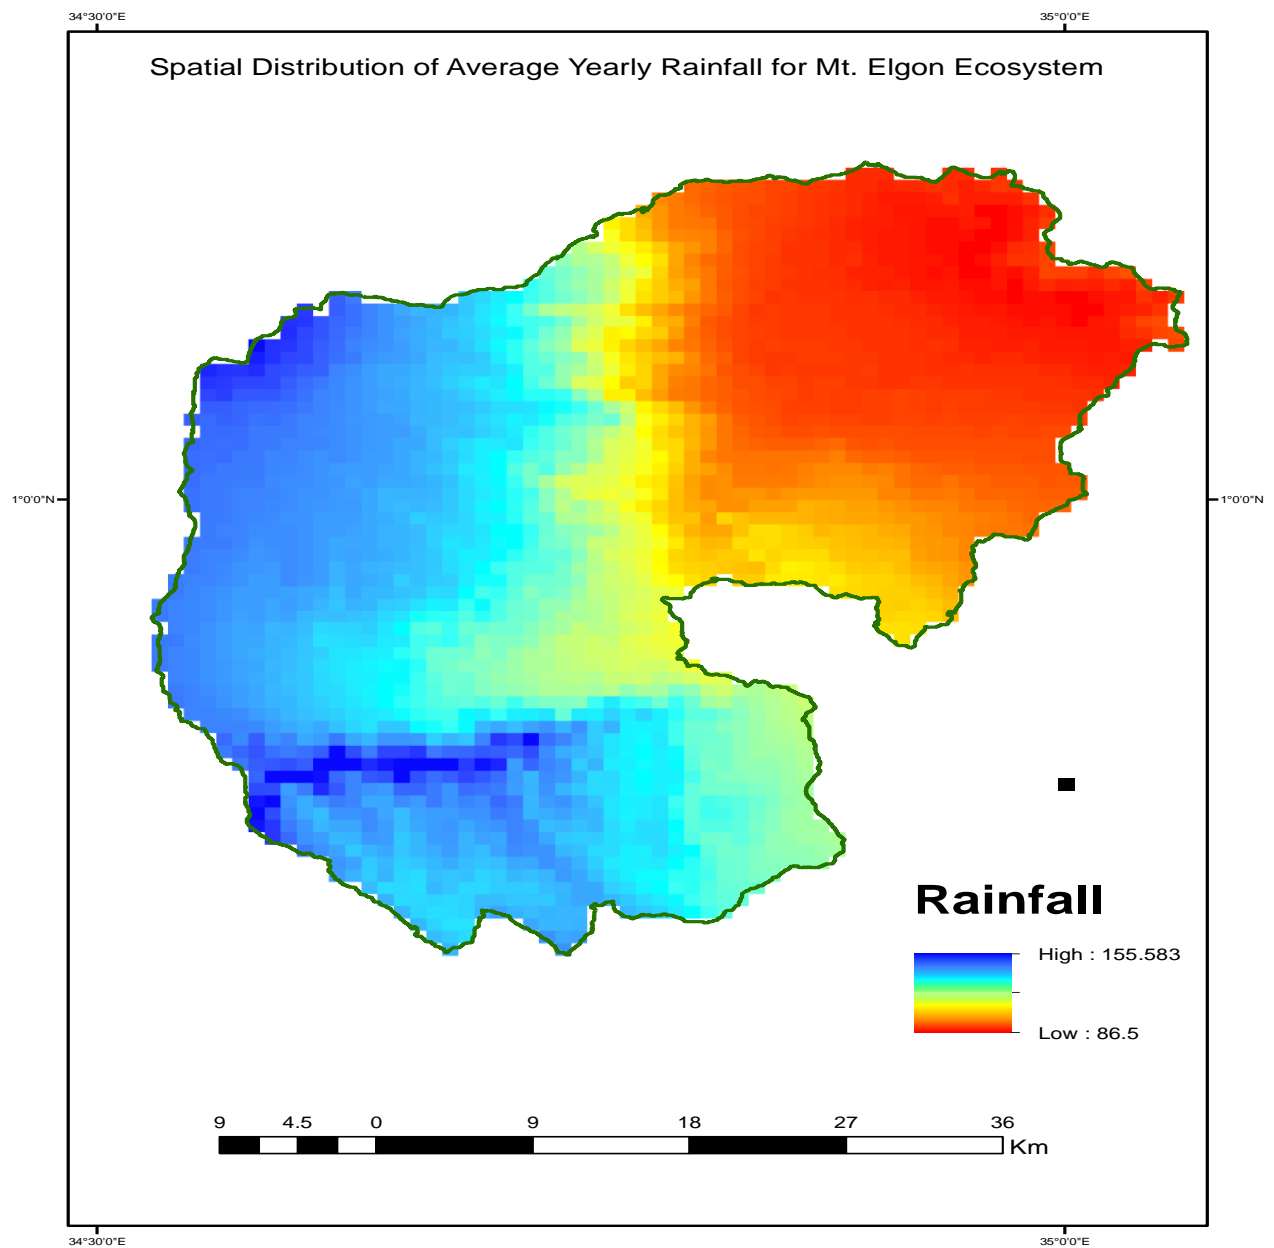 34°30'0"E 35°0'0"E
Spatial Distribution of Average Yearly Rainfall for Mt. Elgon Ecosystem
1°0'0"N 1°0'0"N
Rainfall
High : 155.583
Low : 86.5
9 4.5 0 9 18 27 36
Km
34°30'0"E 35°0'0"E